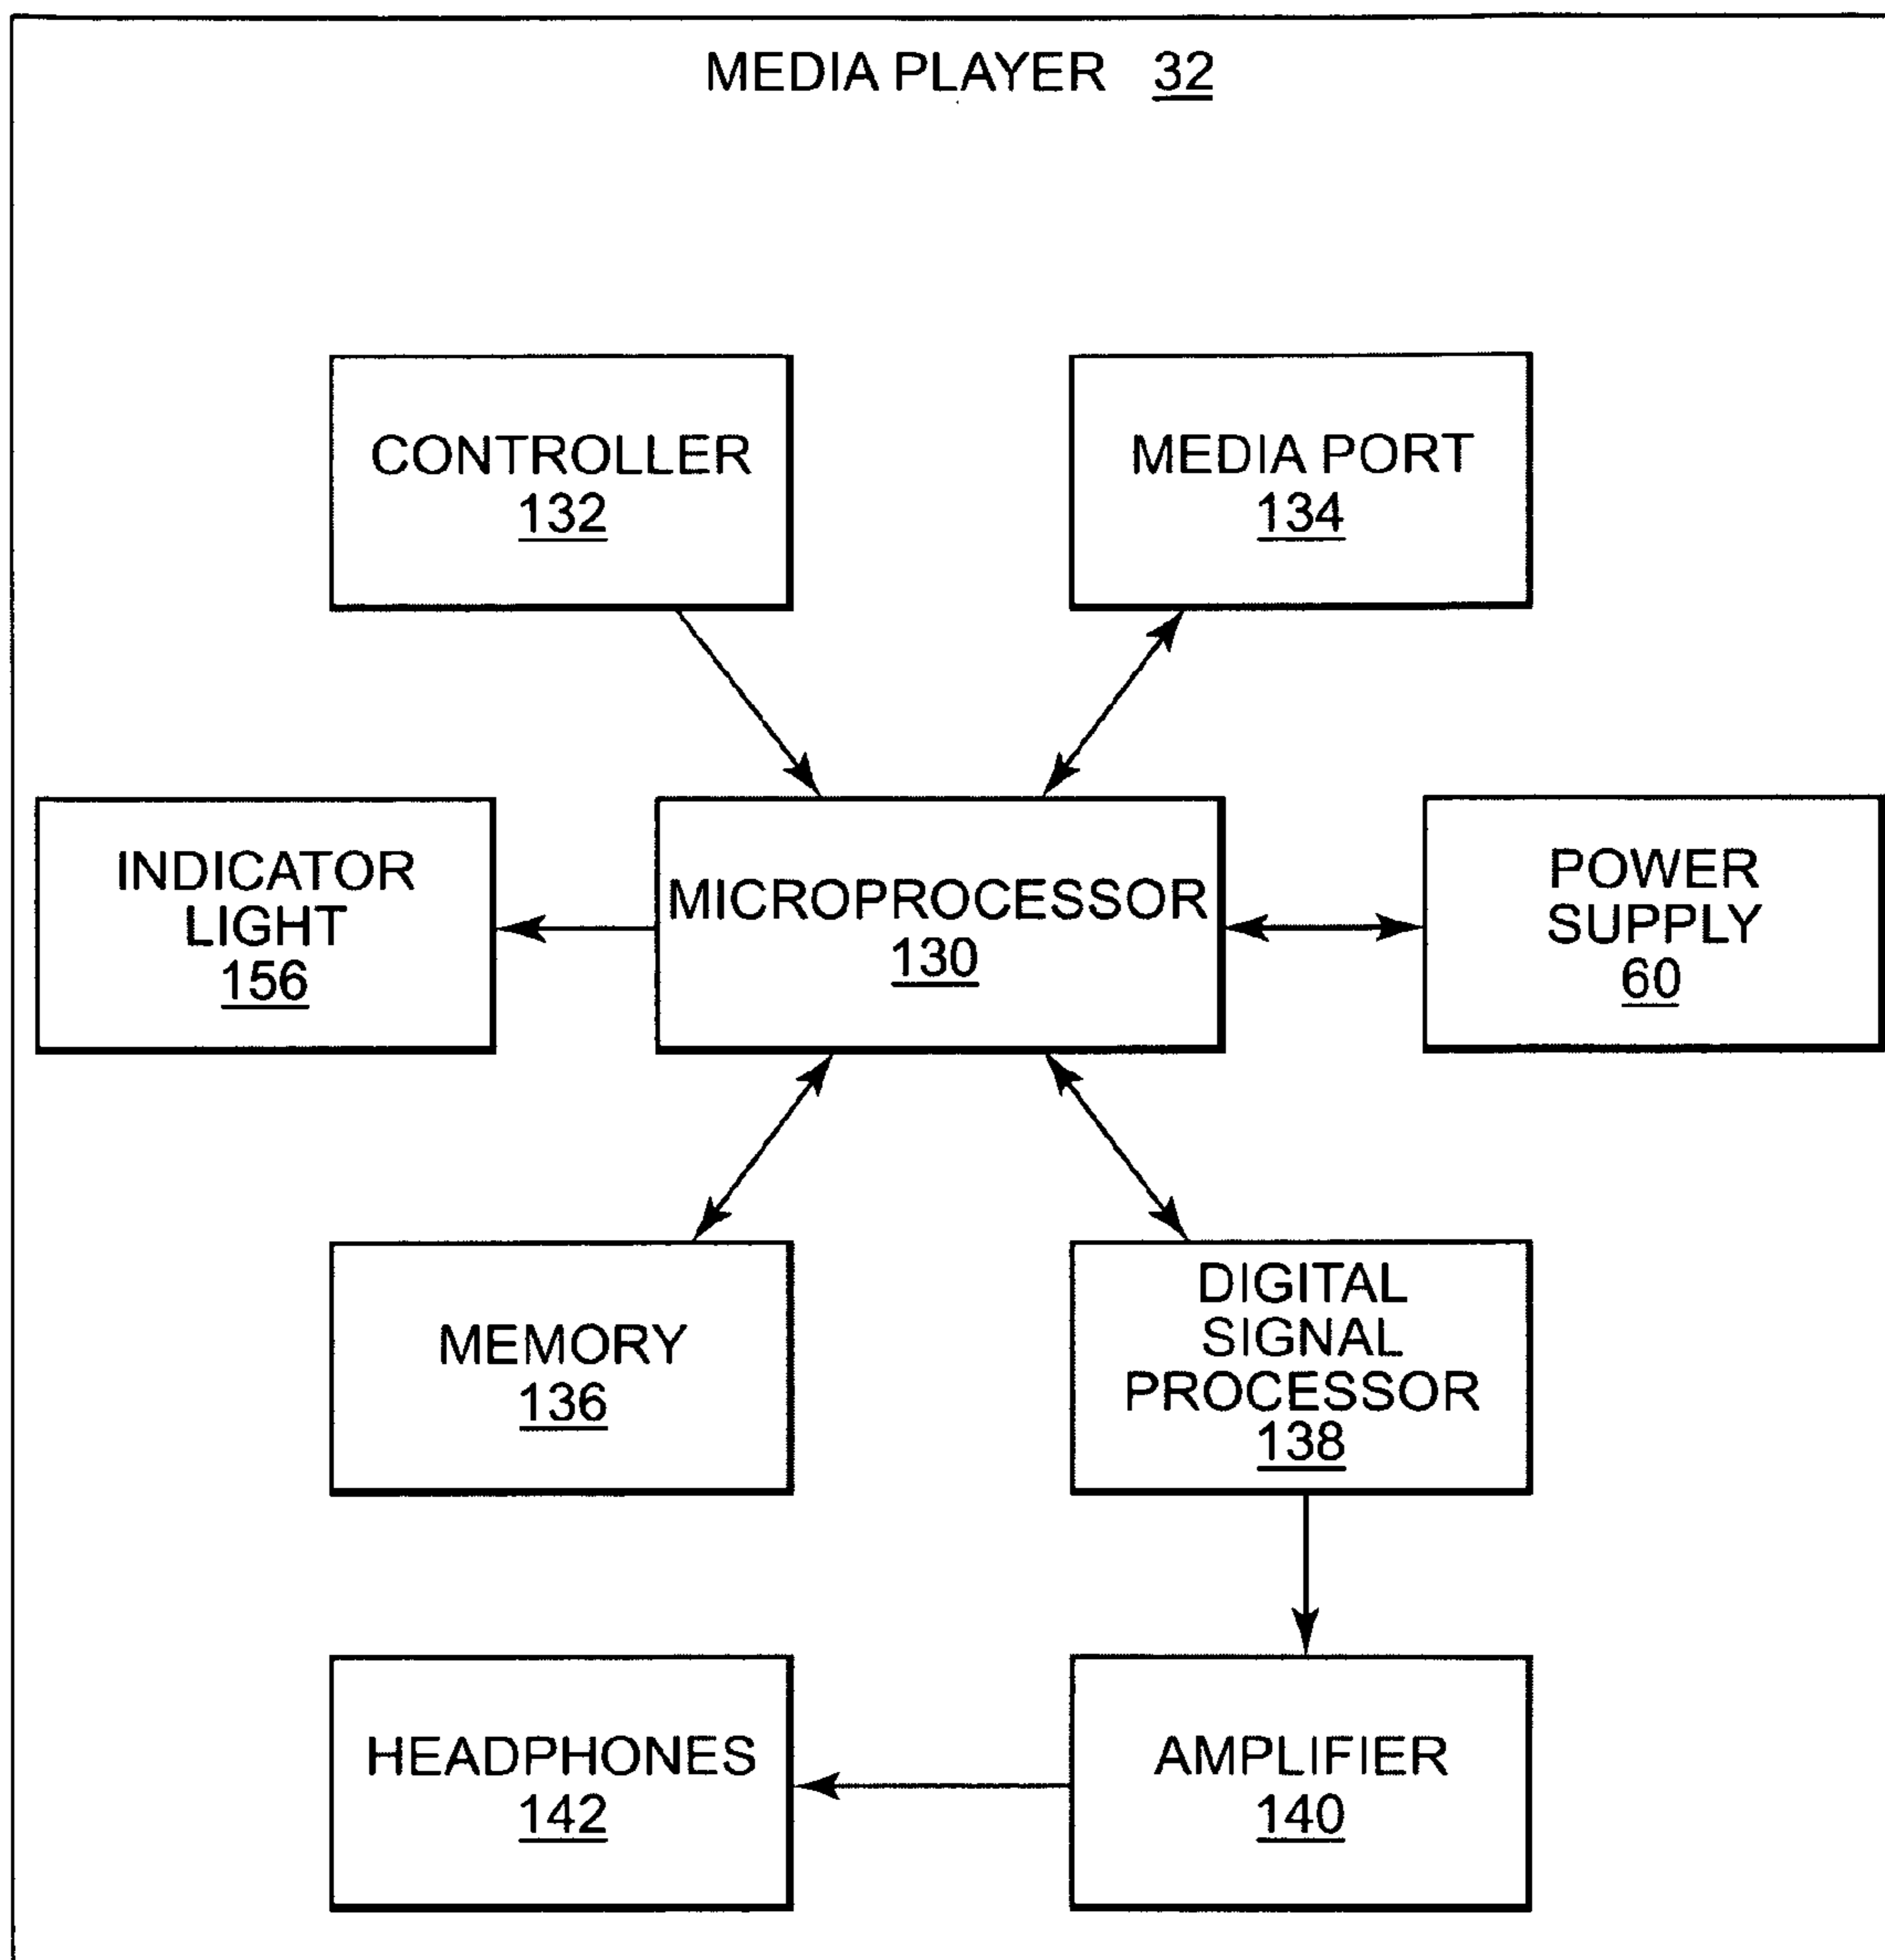 MEDIA PLAYER 32
CONTROLLER
132
MEDIA PORT
134
INDICATOR
LIGHT
156
MICROPROCESSOR
130
POWER
SUPPLY
60
MEMORY
136
DIGITAL
SIGNAL
PROCESSOR
138
HEADPHONES
142
AMPLIFIER
140